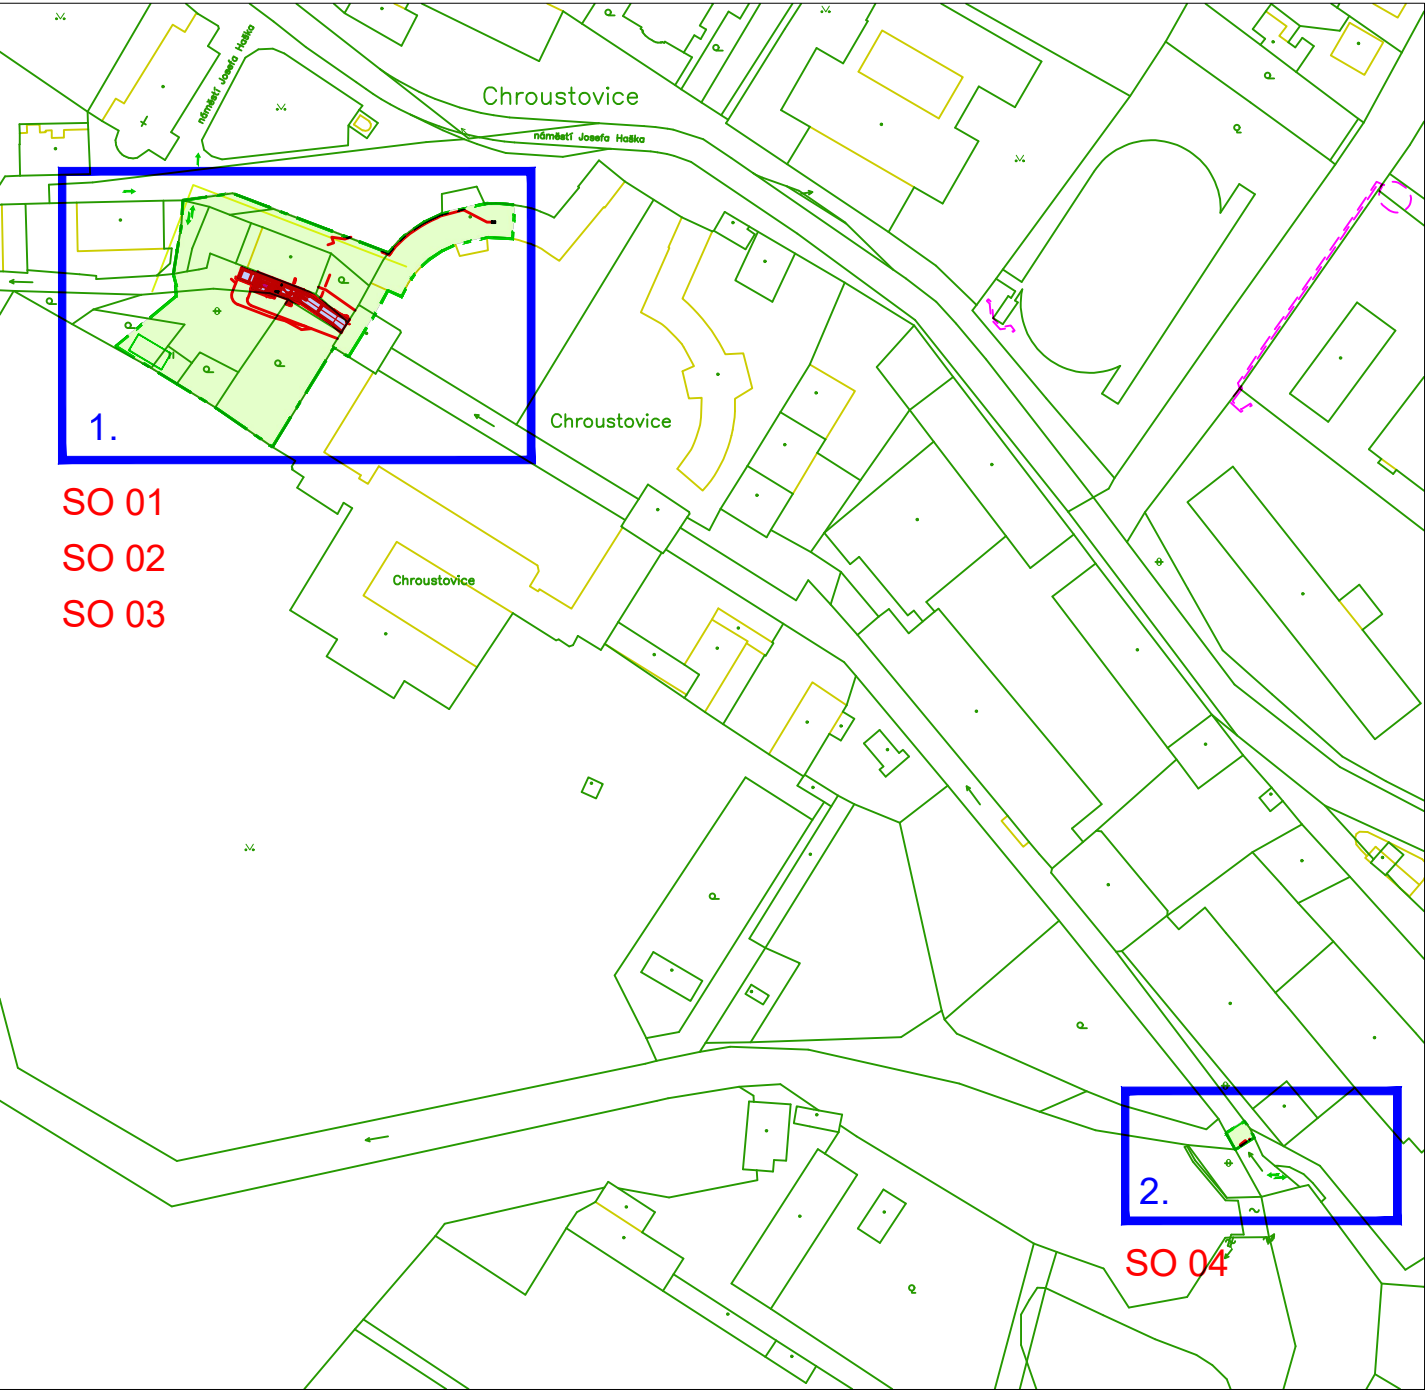 náměstí Josefa Haška
Chroustovice
náměstí Josefa Haška
1.
Chroustovice
SO 01
SO 02
SO 03
Chroustovice
2.
SO 04